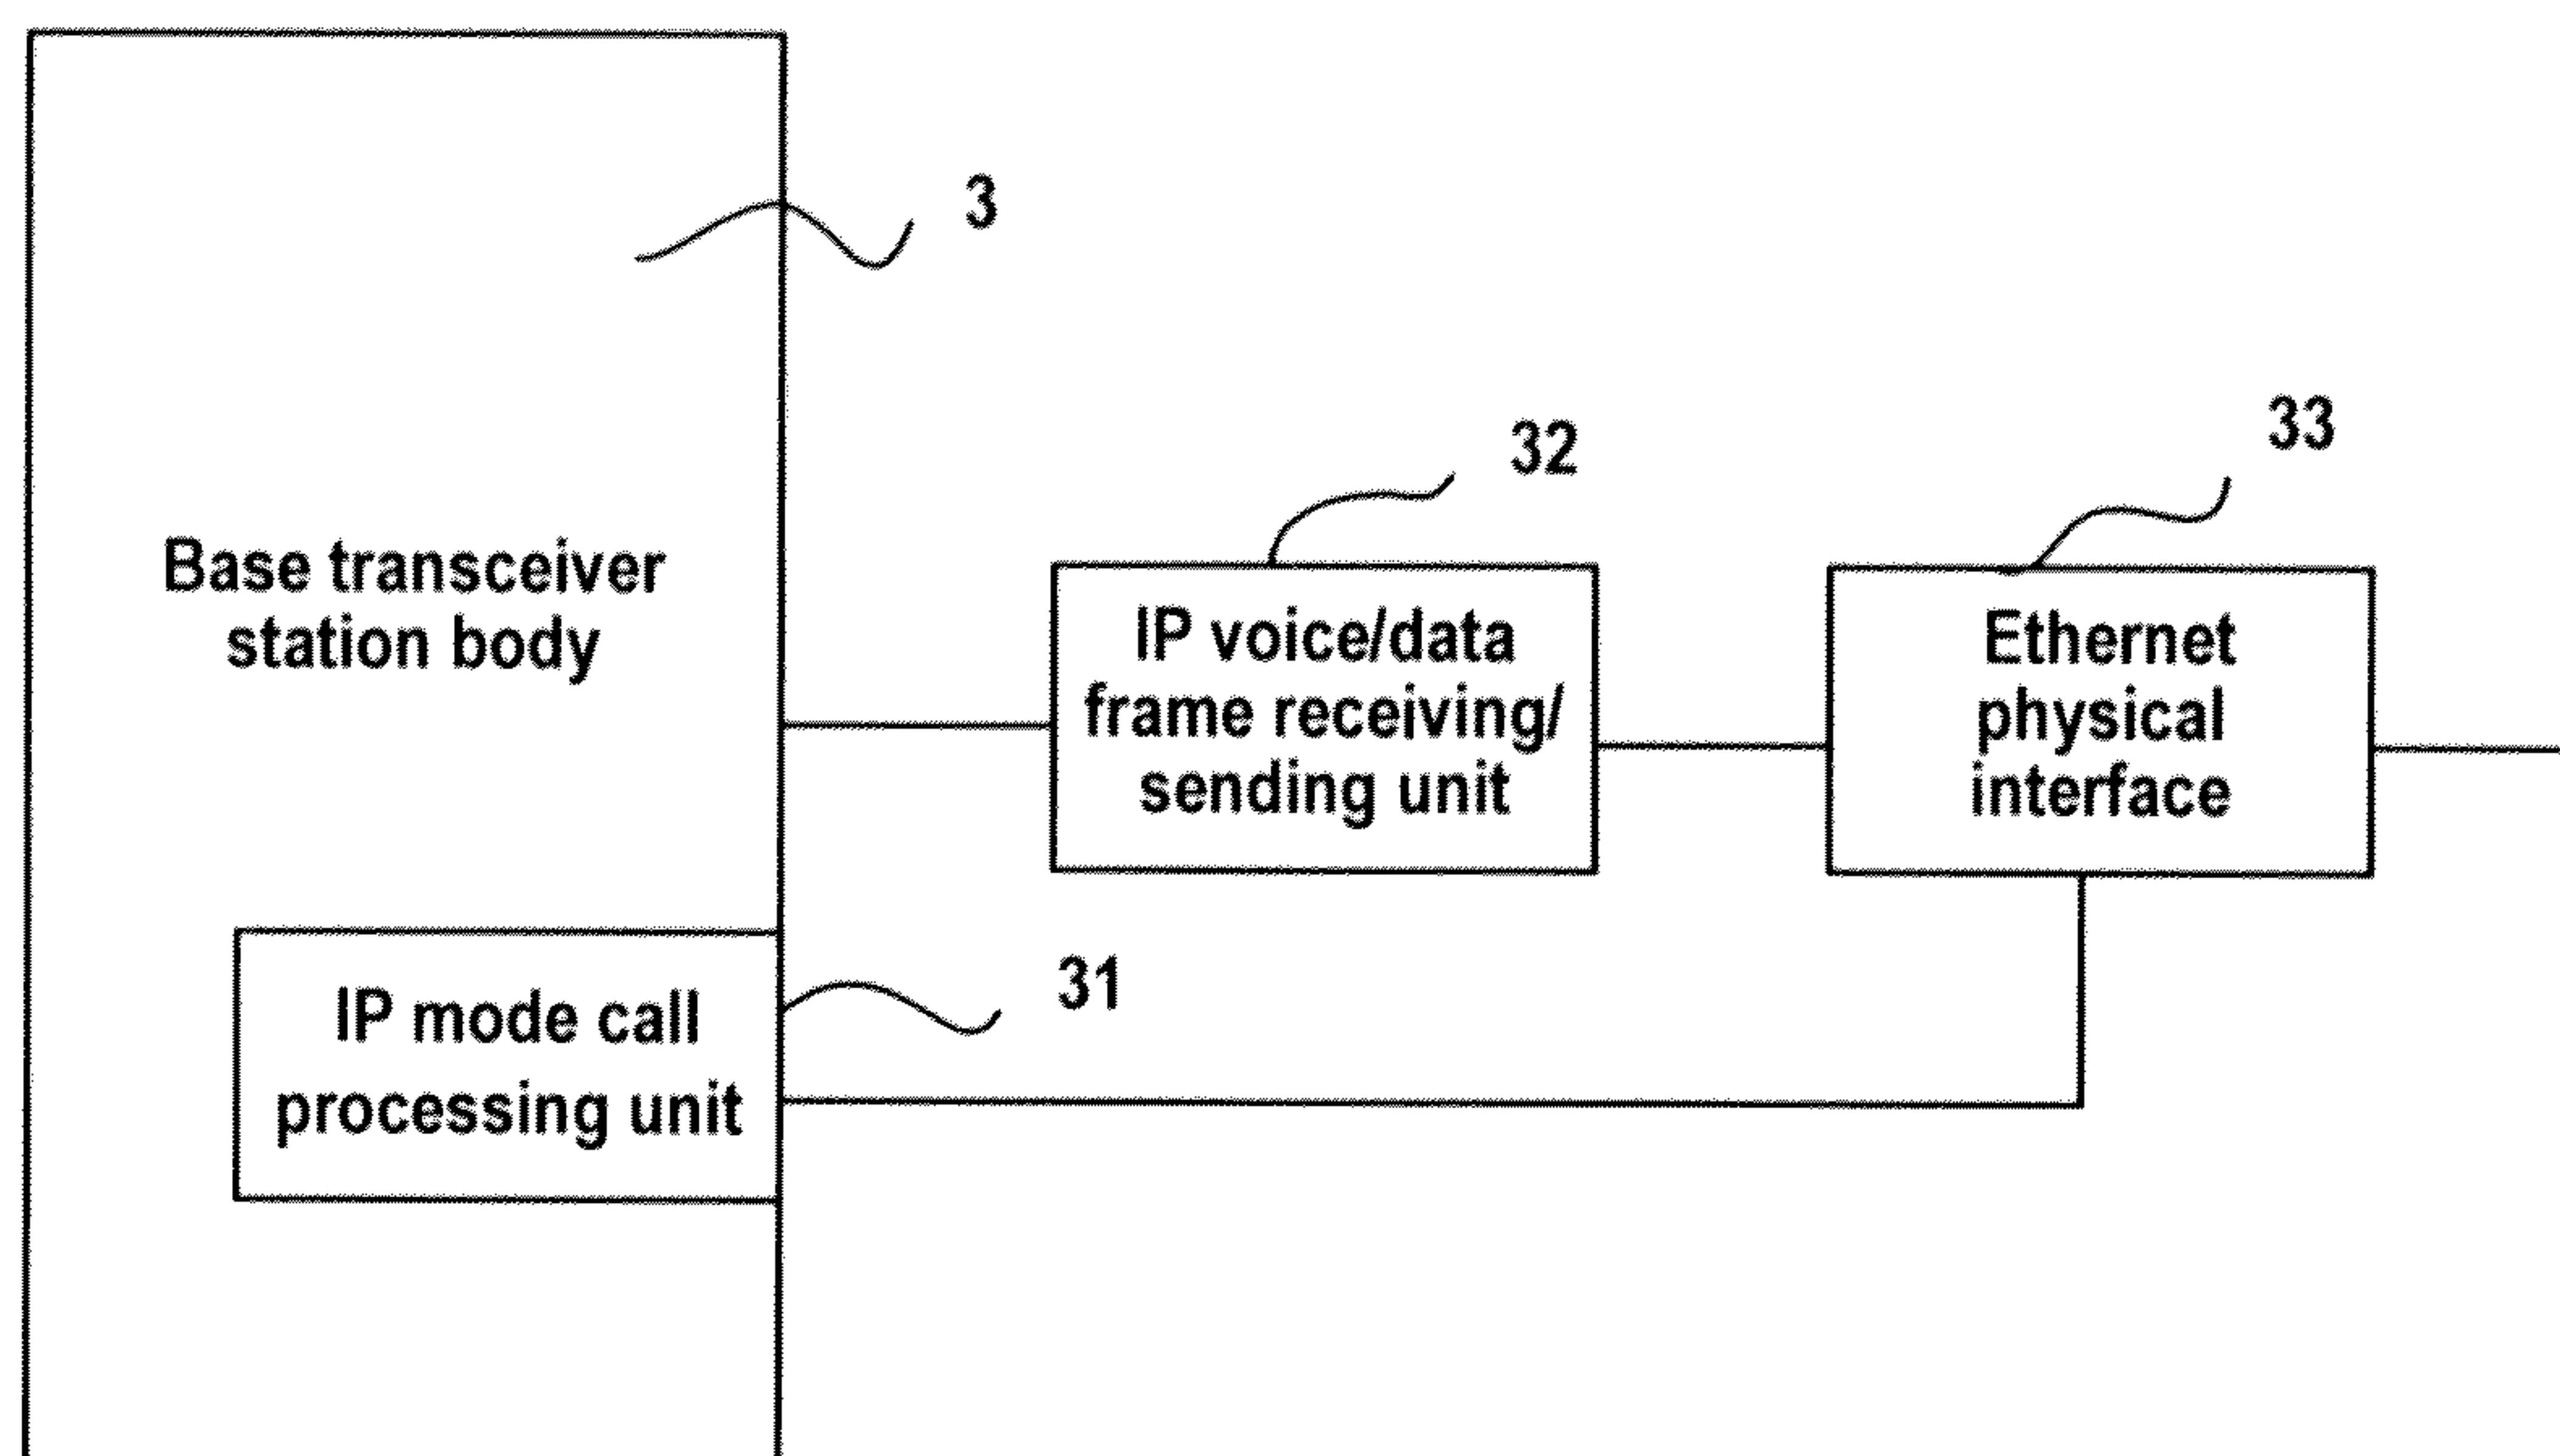 3
32
33
Base transceiver
station body
IP voice/data
frame receiving/
sending unit
Ethernet
physical
interface
31
IP mode call
processing unit